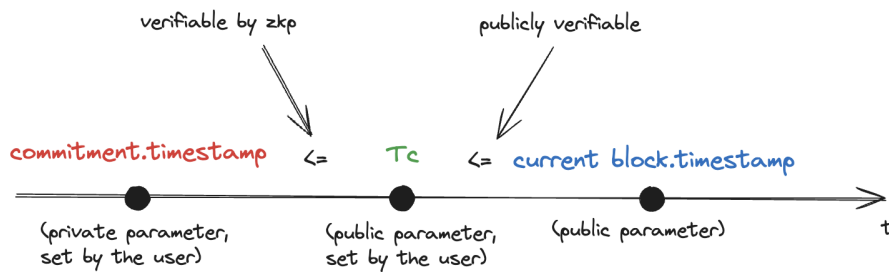 verifiable by zkp
publicly verifiable
commitment.timestamp <= Tc <= current block.timestamp
t
(private parameter,
set by the user)
(public parameter,
set by the user)
(public parameter)